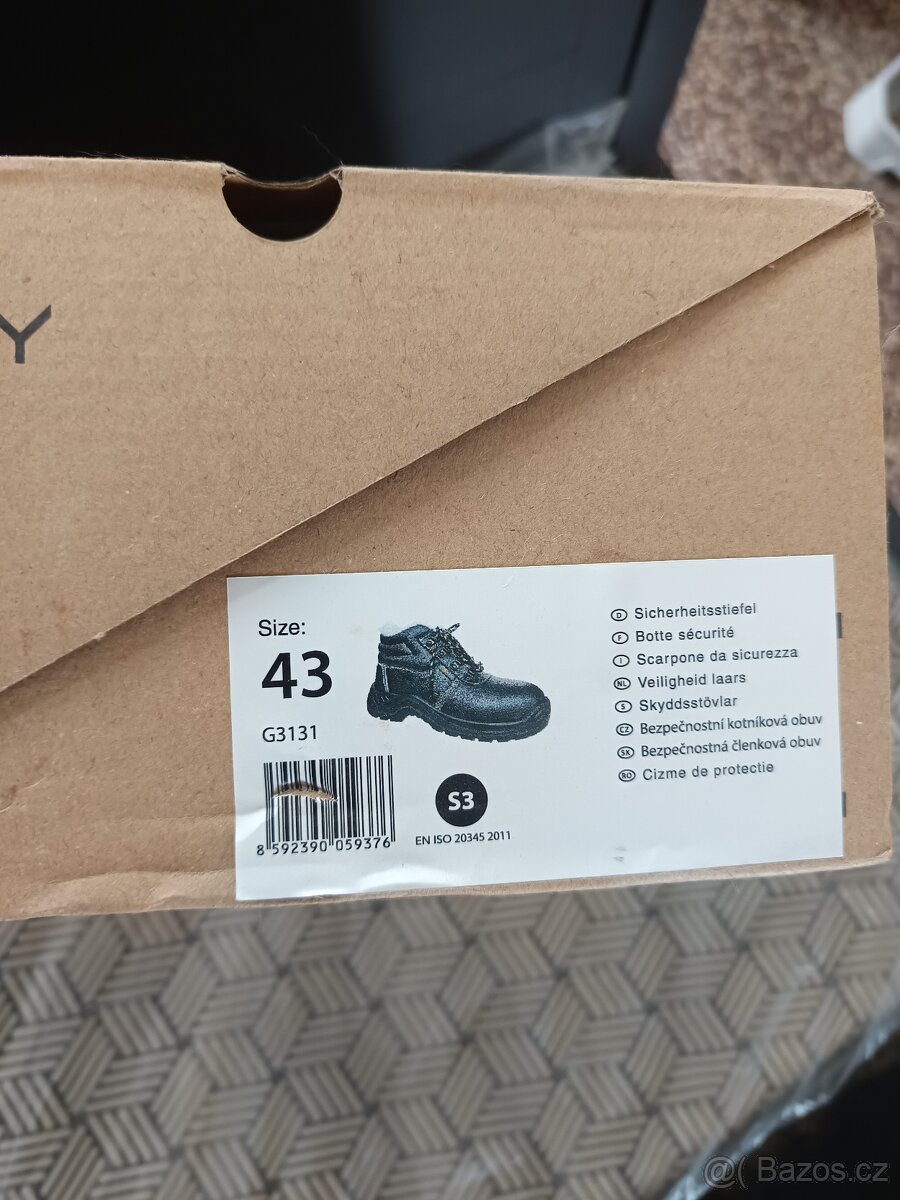 Y
Size:
43
G3131
8 592390 059376
S3
EN ISO 20345 2011
D Sicherheitsstiefel
F Botte sécurité
I Scarpone da sicurezza
NL Veiligheid laars
S Skyddsstövlar
CZ Bezpečnostní kotníková obuv
SK Bezpečnostná členková obuv
RO Cizme de protectie
@ Bazos.cz